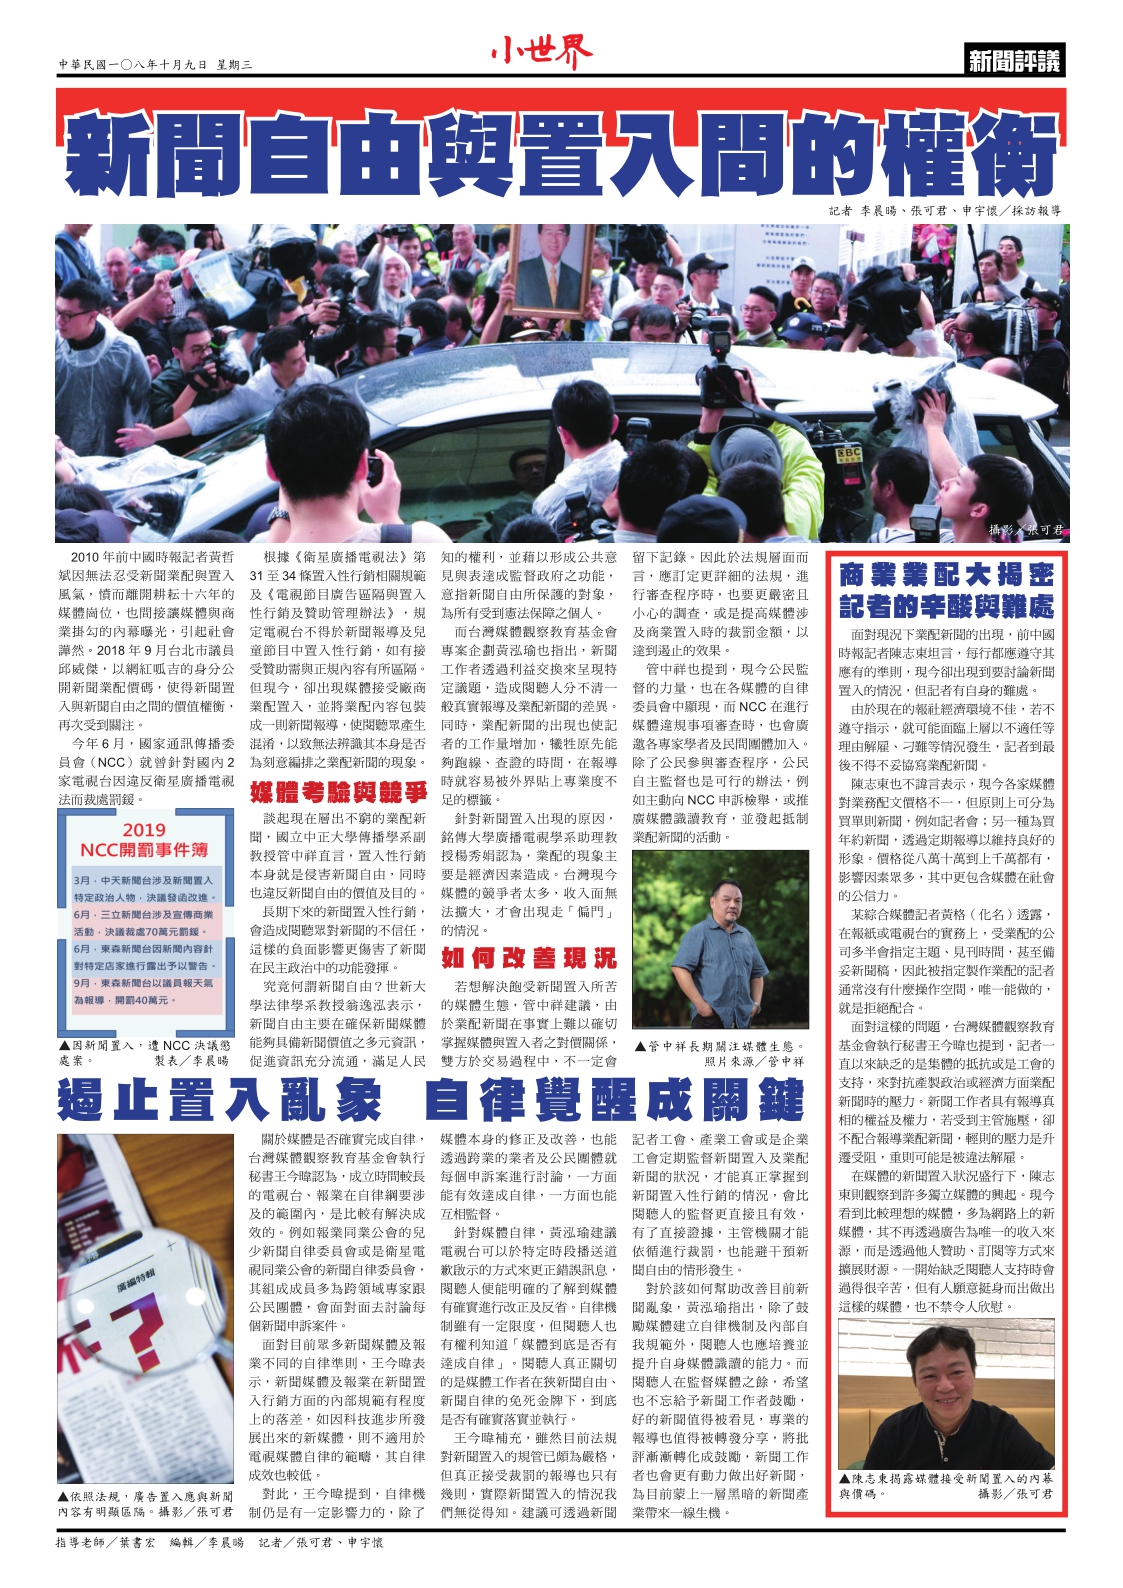 中華民國一〇八年十月九日 星期三
小世界
新聞評議
新聞自由與置入間的權衡
記者 李晨暘、張可君、申宇懷／採訪報導
EBC
攝影／張可君
2010 年前中國時報記者黃哲
斌因無法忍受新聞業配與置入
風氣，憤而離開耕耘十六年的
媒體崗位，也間接讓媒體與商
業掛勾的內幕曝光，引起社會
譁然。2018 年 9 月台北市議員
邱威傑，以網紅呱吉的身分公
開新聞業配價碼，使得新聞置
入與新聞自由之間的價值權衡，
再次受到關注。
今年 6 月，國家通訊傳播委
員會（NCC）就曾針對國內 2
家電視台因違反衛星廣播電視
法而裁處罰鍰。
2019
NCC開罰事件簿
3月．中天新聞台涉及新聞置入
特定政治人物，決議發函改進。
6月．三立新聞台涉及宣傳商業
活動，決議裁處70萬元罰鍰。
6月．東森新聞台因新聞內容針
對特定店家進行露出予以警告。
9月．東森新聞台以議員報天氣
為報導，開罰40萬元。
▲因新聞置入，遭 NCC 決議懲
處案。 製表／李晨暘
根據《衛星廣播電視法》第
31 至 34 條置入性行銷相關規範
及《電視節目廣告區隔與置入
性行銷及贊助管理辦法》，規
定電視台不得於新聞報導及兒
童節目中置入性行銷，如有接
受贊助需與正規內容有所區隔。
但現今，卻出現媒體接受廠商
業配置入，並將業配內容包裝
成一則新聞報導，使閱聽眾產生
混淆，以致無法辨識其本身是否
為刻意編排之業配新聞的現象。
媒體考驗與競爭
談起現在層出不窮的業配新
聞，國立中正大學傳播學系副
教授管中祥直言，置入性行銷
本身就是侵害新聞自由，同時
也違反新聞自由的價值及目的。
長期下來的新聞置入性行銷，
會造成閱聽眾對新聞的不信任，
這樣的負面影響更傷害了新聞
在民主政治中的功能發揮。
究竟何謂新聞自由？世新大
學法律學系教授翁逸泓表示，
新聞自由主要在確保新聞媒體
能夠具備新聞價值之多元資訊，
促進資訊充分流通，滿足人民
知的權利，並藉以形成公共意
見與表達成監督政府之功能，
意指新聞自由所保護的對象，
為所有受到憲法保障之個人。
而台灣媒體觀察教育基金會
專案企劃黃泓瑜也指出，新聞
工作者透過利益交換來呈現特
定議題，造成閱聽人分不清一
般真實報導及業配新聞的差異。
同時，業配新聞的出現也使記
者的工作量增加，犧牲原先能
夠跑線、查證的時間，在報導
時就容易被外界貼上專業度不
足的標籤。
針對新聞置入出現的原因，
銘傳大學廣播電視學系助理教
授楊秀娟認為，業配的現象主
要是經濟因素造成。台灣現今
媒體的競爭者太多，收入面無
法擴大，才會出現走「偏門」
的情況。
如何改善現況
若想解決飽受新聞置入所苦
的媒體生態，管中祥建議，由
於業配新聞在事實上難以確切
掌握媒體與置入者之對價關係，
雙方於交易過程中，不一定會
留下記錄。因此於法規層面而
言，應訂定更詳細的法規，進
行審查程序時，也要更嚴密且
小心的調查，或是提高媒體涉
及商業置入時的裁罰金額，以
達到遏止的效果。
管中祥也提到，現今公民監
督的力量，也在各媒體的自律
委員會中顯現，而 NCC 在進行
媒體違規事項審查時，也會廣
邀各專家學者及民間團體加入。
除了公民參與審查程序，公民
自主監督也是可行的辦法，例
如主動向 NCC 申訴檢舉，或推
廣媒體識讀教育，並發起抵制
業配新聞的活動。
▲管中祥長期關注媒體生態。
照片來源／管中祥
商業業配大揭密
記者的辛酸與難處
面對現況下業配新聞的出現，前中國
時報記者陳志東坦言，每行都應遵守其
應有的準則，現今卻出現到要討論新聞
置入的情況，但記者有自身的難處。
由於現在的報社經濟環境不佳，若不
遵守指示，就可能面臨上層以不適任等
理由解雇、刁難等情況發生，記者到最
後不得不妥協寫業配新聞。
陳志東也不諱言表示，現今各家媒體
對業務配文價格不一，但原則上可分為
買單則新聞，例如記者會；另一種為買
年約新聞，透過定期報導以維持良好的
形象。價格從八萬十萬到上千萬都有，
影響因素眾多，其中更包含媒體在社會
的公信力。
某綜合媒體記者黃格（化名）透露，
在報紙或電視台的實務上，受業配的公
司多半會指定主題、見刊時間，甚至備
妥新聞稿，因此被指定製作業配的記者
通常沒有什麼操作空間，唯一能做的，
就是拒絕配合。
面對這樣的問題，台灣媒體觀察教育
基金會執行秘書王今暐也提到，記者一
直以來缺乏的是集體的抵抗或是工會的
支持，來對抗產製政治或經濟方面業配
新聞時的壓力。新聞工作者具有報導真
相的權益及權力，若受到主管施壓，卻
不配合報導業配新聞，輕則的壓力是升
遷受阻，重則可能是被違法解雇。
在媒體的新聞置入狀況盛行下，陳志
東則觀察到許多獨立媒體的興起。現今
看到比較理想的媒體，多為網路上的新
媒體，其不再透過廣告為唯一的收入來
源，而是透過他人贊助、訂閱等方式來
擴展財源。一開始缺乏閱聽人支持時會
過得很辛苦，但有人願意挺身而出做出
這樣的媒體，也不禁令人欣慰。
▲陳志東揭露媒體接受新聞置入的內幕
與價碼。 攝影／張可君
遏止置入亂象 自律覺醒成關鍵
廣編特輯
?
▲依照法規，廣告置入應與新聞
內容有明顯區隔。攝影／張可君
關於媒體是否確實完成自律，
台灣媒體觀察教育基金會執行
秘書王今暐認為，成立時間較長
的電視台、報業在自律綱要涉
及的範圍內，是比較有解決成
效的。例如報業同業公會的兒
少新聞自律委員會或是衛星電
視同業公會的新聞自律委員會，
其組成成員多為跨領域專家跟
公民團體，會面對面去討論每
個新聞申訴案件。
面對目前眾多新聞媒體及報
業不同的自律準則，王今暐表
示，新聞媒體及報業在新聞置
入行銷方面的內部規範有程度
上的落差，如因科技進步所發
展出來的新媒體，則不適用於
電視媒體自律的範疇，其自律
成效也較低。
對此，王今暐提到，自律機
制仍是有一定影響力的，除了
媒體本身的修正及改善，也能
透過跨業的業者及公民團體就
每個申訴案進行討論，一方面
能有效達成自律，一方面也能
互相監督。
針對媒體自律，黃泓瑜建議
電視台可以於特定時段播送道
歉啟示的方式來更正錯誤訊息，
閱聽人便能明確的了解到媒體
有確實進行改正及反省。自律機
制雖有一定限度，但閱聽人也
有權利知道「媒體到底是否有
達成自律」。閱聽人真正關切
的是媒體工作者在狹新聞自由、
新聞自律的免死金牌下，到底
是否有確實落實並執行。
王今暐補充，雖然目前法規
對新聞置入的規管已頗為嚴格，
但真正接受裁罰的報導也只有
幾則，實際新聞置入的情況我
們無從得知。建議可透過新聞
記者工會、產業工會或是企業
工會定期監督新聞置入及業配
新聞的狀況，才能真正掌握到
新聞置入性行銷的情況，會比
閱聽人的監督更直接且有效，
有了直接證據，主管機關才能
依循進行裁罰，也能避干預新
聞自由的情形發生。
對於該如何幫助改善目前新
聞亂象，黃泓瑜指出，除了鼓
勵媒體建立自律機制及內部自
我規範外，閱聽人也應培養並
提升自身媒體識讀的能力。而
閱聽人在監督媒體之餘，希望
也不忘給予新聞工作者鼓勵，
好的新聞值得被看見，專業的
報導也值得被轉發分享，將批
評漸漸轉化成鼓勵，新聞工作
者也會更有動力做出好新聞，
為目前蒙上一層黑暗的新聞產
業帶來一線生機。
指導老師／葉書宏 編輯／李晨暘 記者／張可君、申宇懷